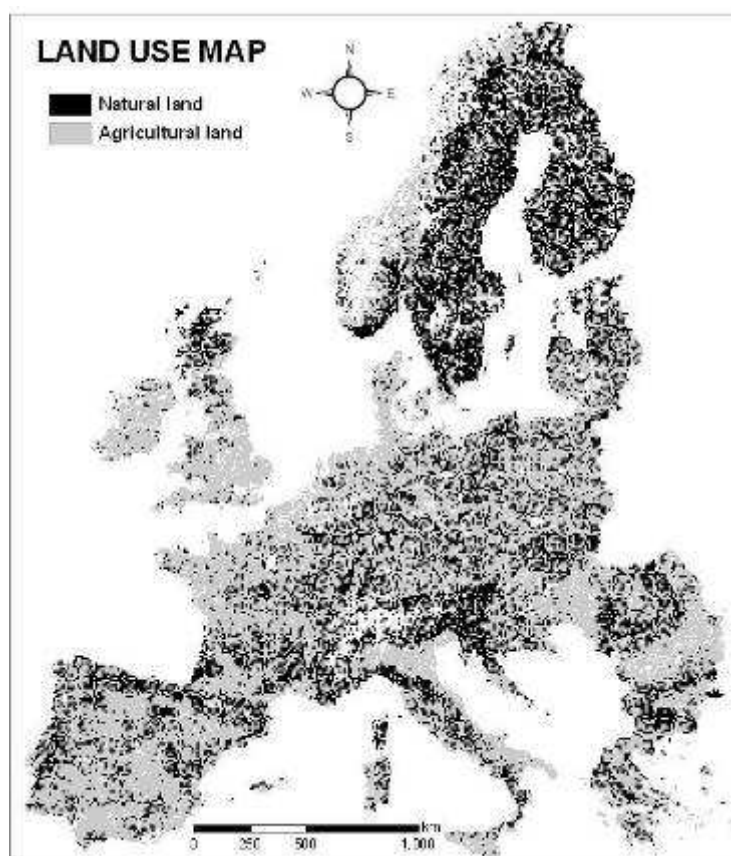 LAND USE MAP
Natural land
Agricultural land
N
W E
S
km
0 250 500 1,000